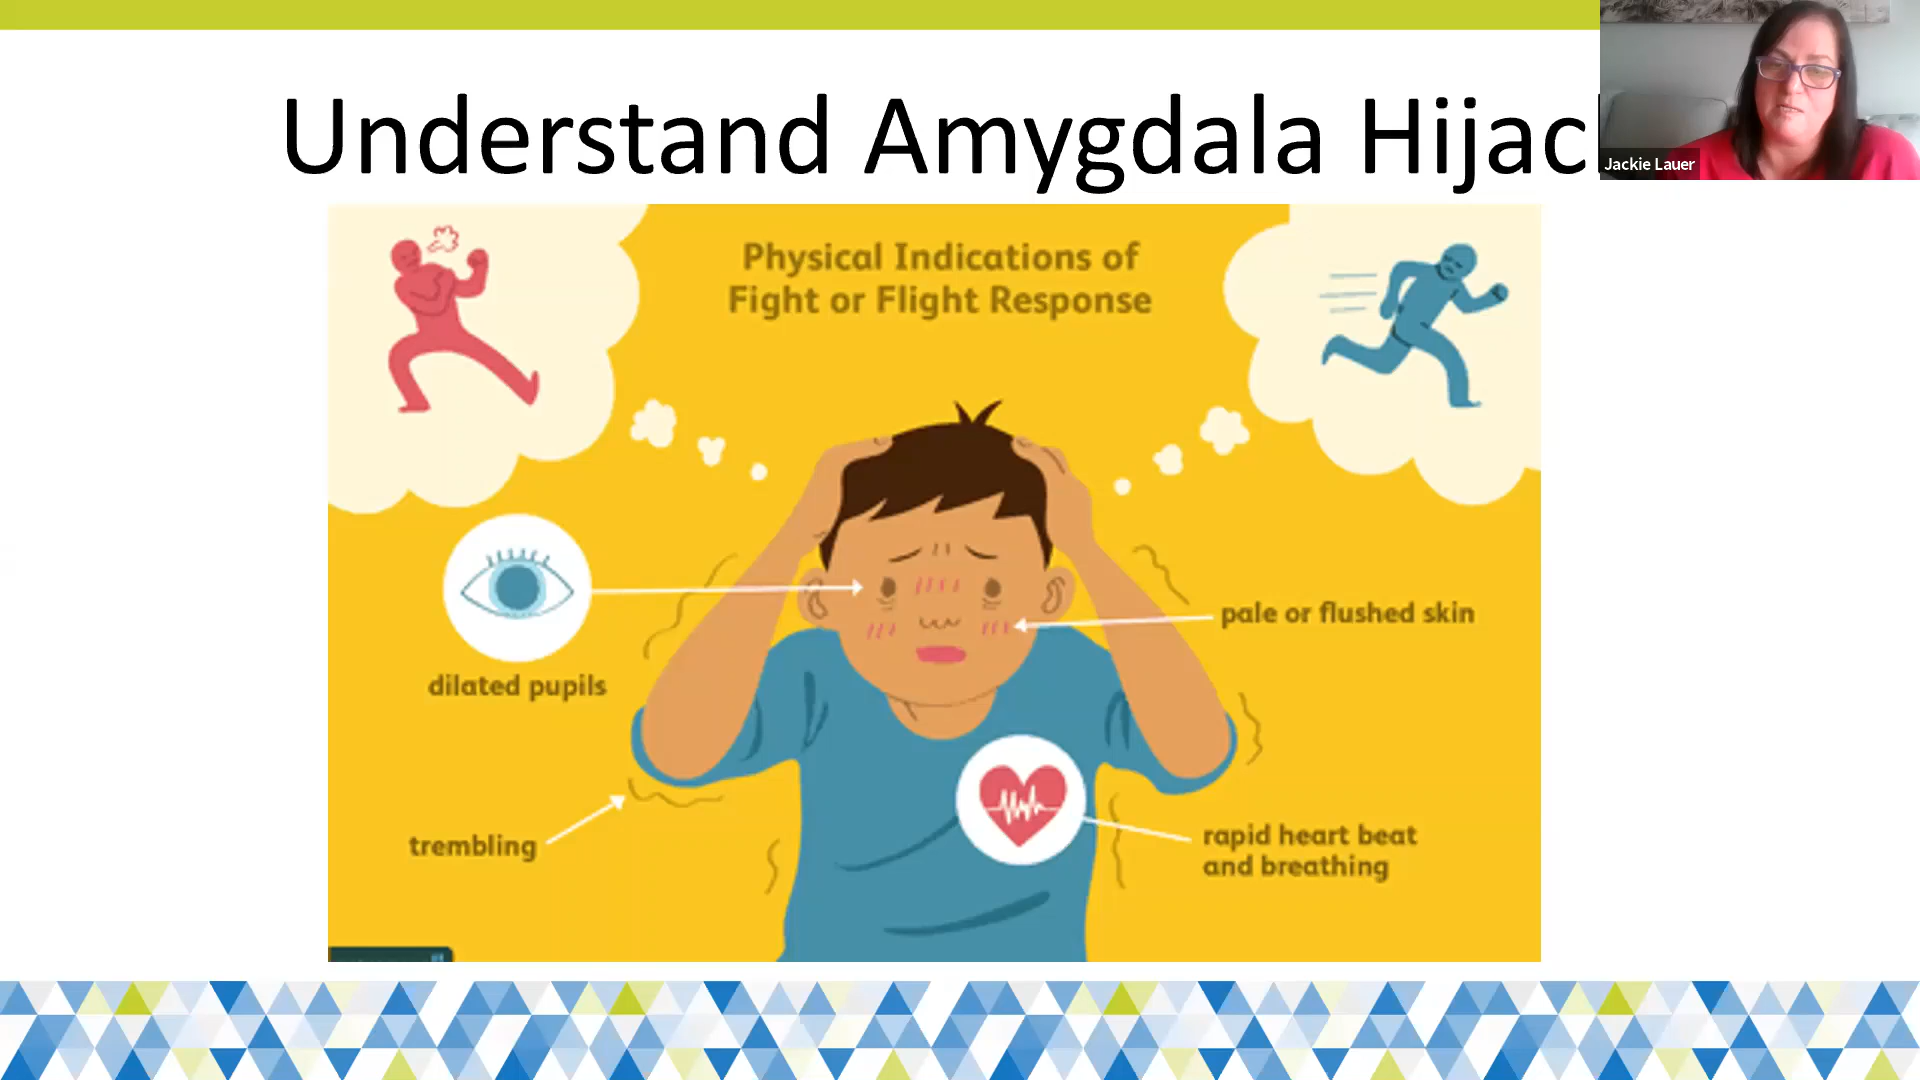 Understand Amygdala Hijac
Jackie Lauer
Physical Indications of
Fight or Flight Response
dilated pupils
pale or flushed skin
trembling
rapid heart beat
and breathing